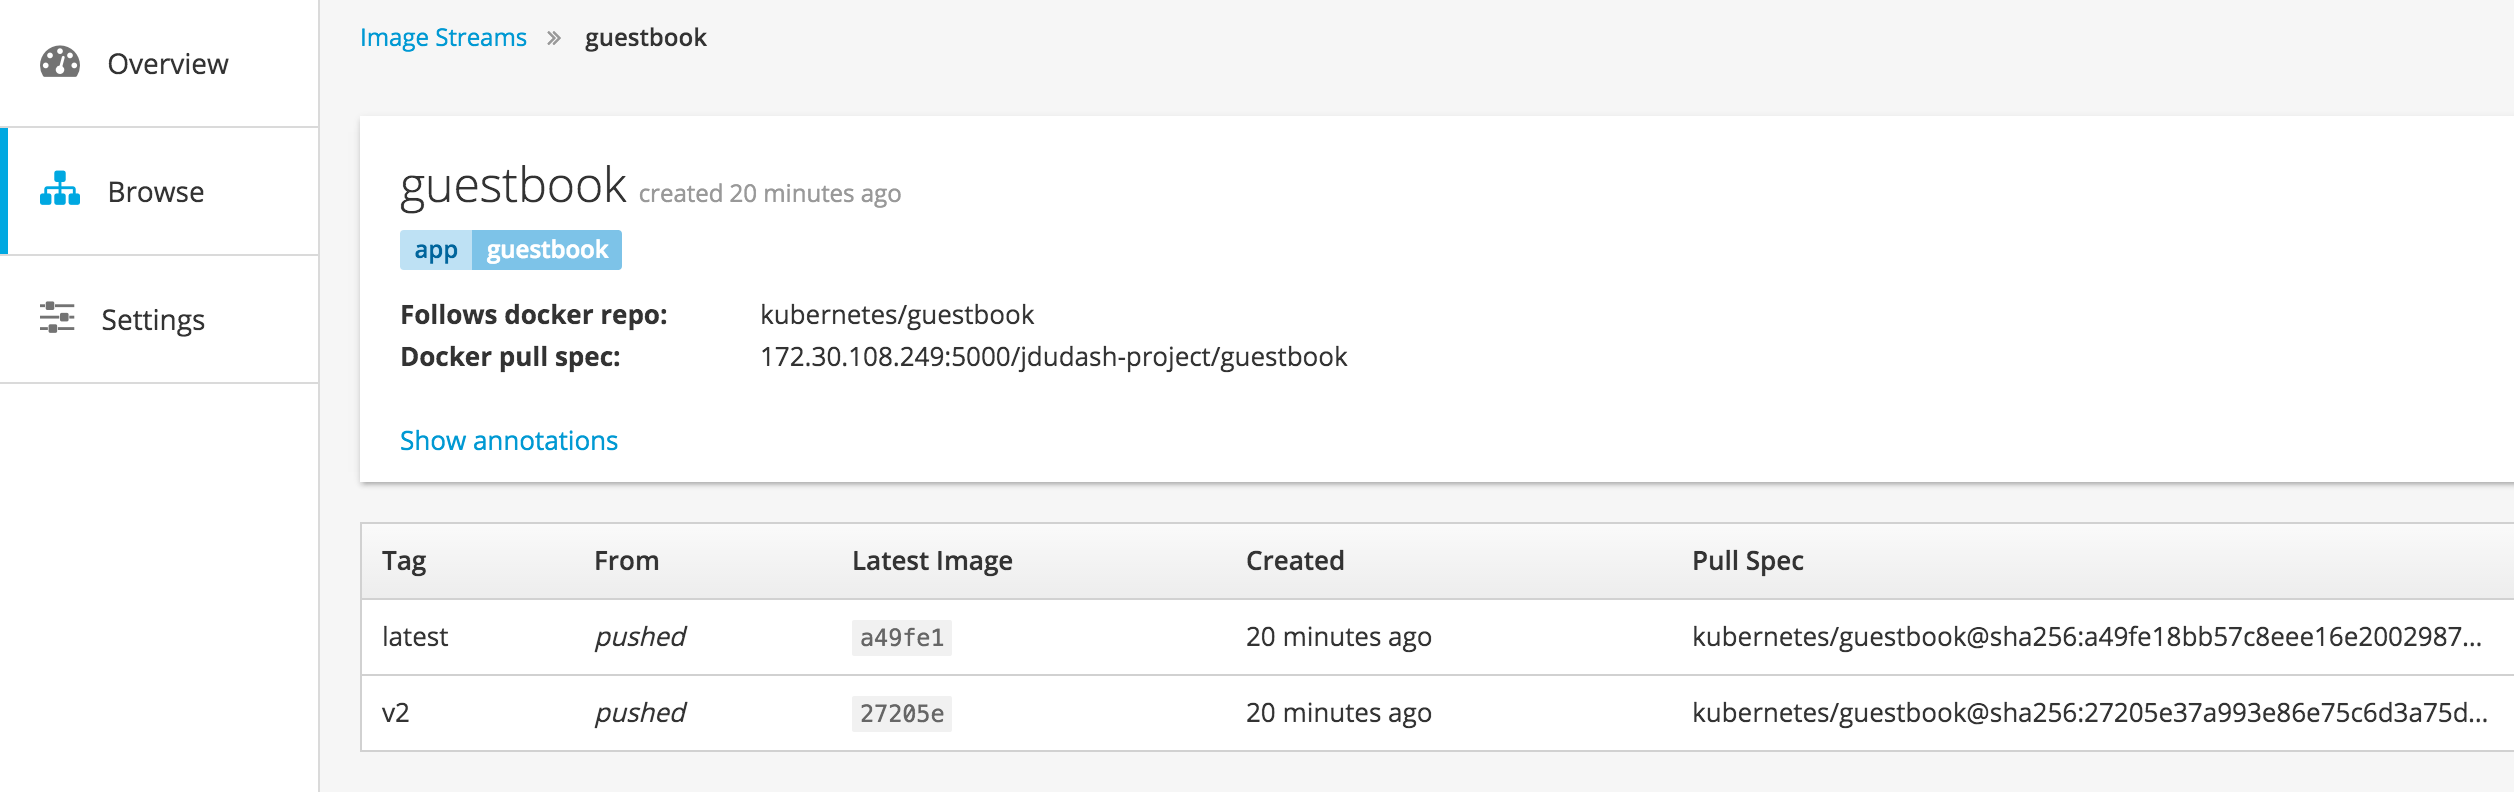 Overview
Browse
Settings
Image Streams » guestbook
guestbook created 20 minutes ago
app guestbook
Follows docker repo: kubernetes/guestbook
Docker pull spec: 172.30.108.249:5000/jdudash-project/guestbook
Show annotations
Tag From Latest Image Created Pull Spec
latest pushed a49fe1 20 minutes ago kubernetes/guestbook@sha256:a49fe18bb57c8eee16e2002987...
v2 pushed 27205e 20 minutes ago kubernetes/guestbook@sha256:27205e37a993e86e75c6d3a75d...